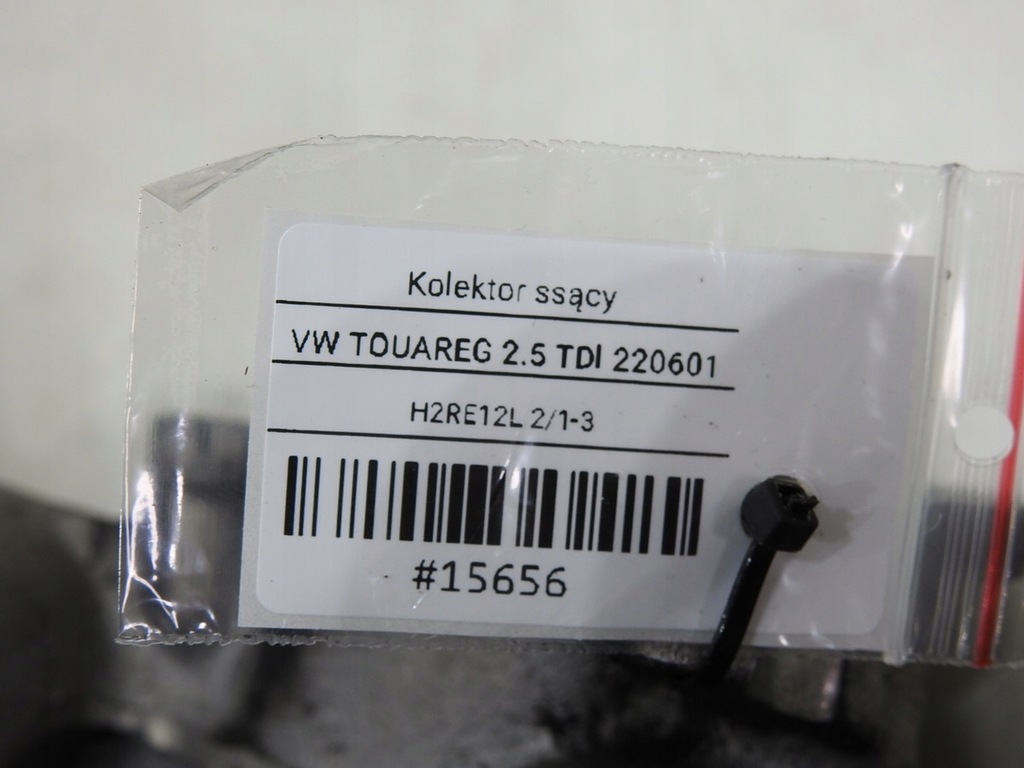 Kolektor ssący
VW TOUAREG 2.5 TDI 220601
H2RE12L 2/1-3
#15656